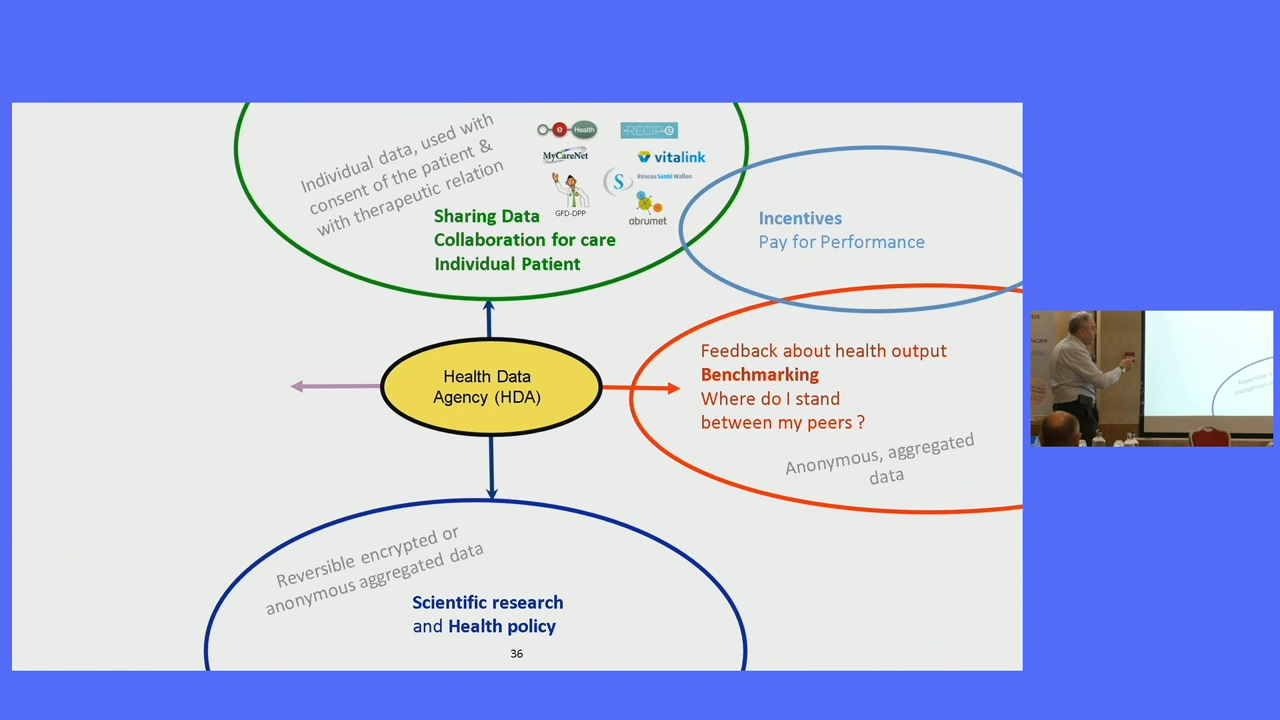 Individual data, used with
consent of the patient &
with therapeutic relation
e Health
RECIP-e
MyCareNet
vitalink
S
Réseau Santé Wallon
GFD-DPP
abrumet
Sharing Data
Collaboration for care
Individual Patient
Incentives
Pay for Performance
Health Data
Agency (HDA)
Feedback about health output
Benchmarking
Where do I stand
between my peers ?
Anonymous, aggregated
data
Reversible encrypted or
anonymous aggregated data
Scientific research
and Health policy
36